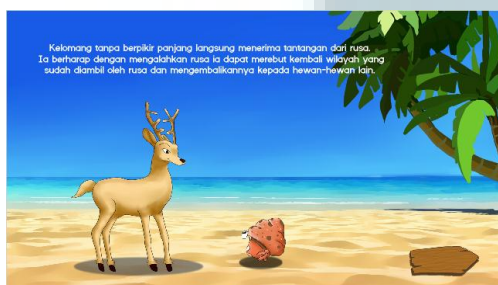 Kelomang tanpa berpikir panjang langsung menerima tantangan dari rusa.
Ia berharap dengan mengalahkan rusa ia dapat merebut kembali wilayah yang
sudah diambil oleh rusa dan mengembalikannya kepada hewan-hewan lain.